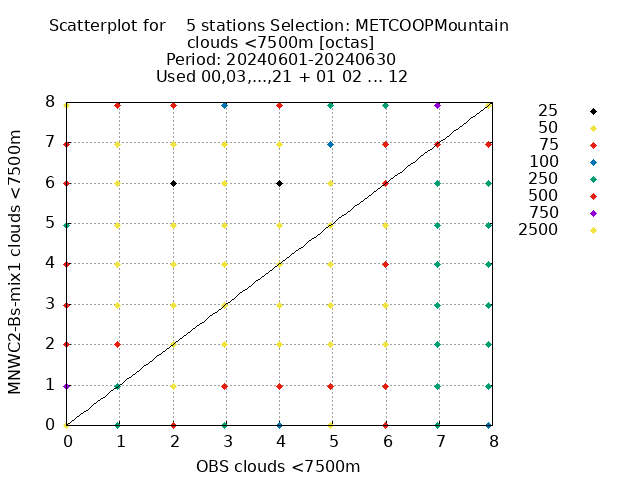 Scatterplot for    5 stations Selection: METCOOPMountain
clouds <7500m [octas]
Period: 20240601-20240630
Used 00,03,...,21 + 01 02 ... 12
MNWC2-Bs-mix1 clouds <7500m
8
7
6
5
4
3
2
1
0
0 1 2 3 4 5 6 7 8
OBS clouds <7500m
25
50
75
100
250
500
750
2500